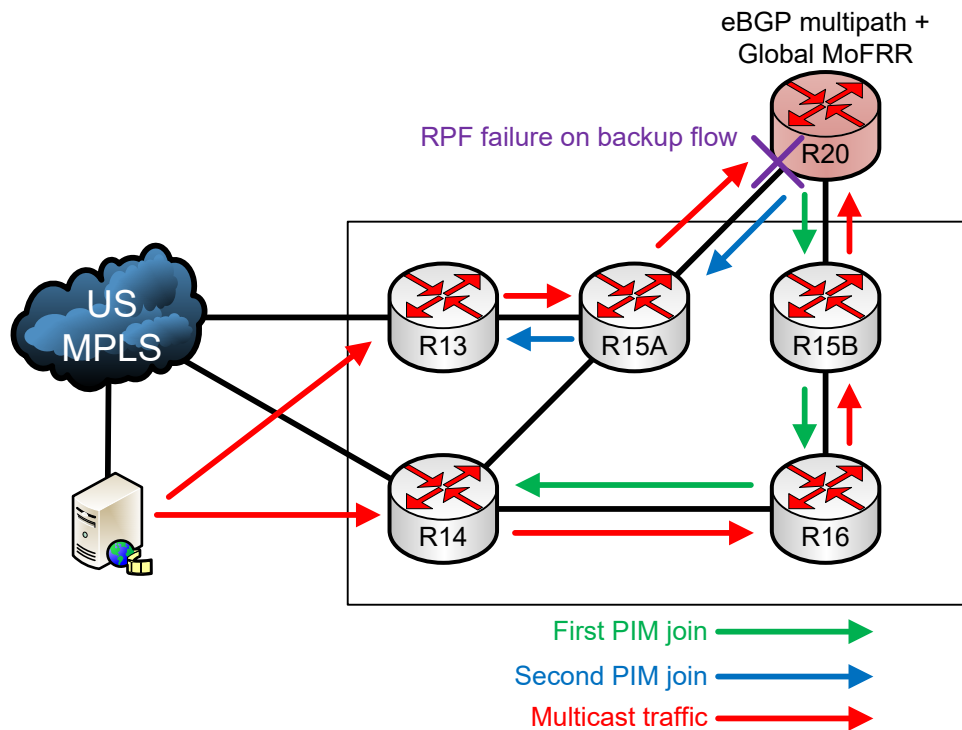 eBGP multipath +
Global MoFRR
RPF failure on backup flow
R20
US
MPLS
R13
R15A
R15B
R14
R16
First PIM join
Second PIM join
Multicast traffic